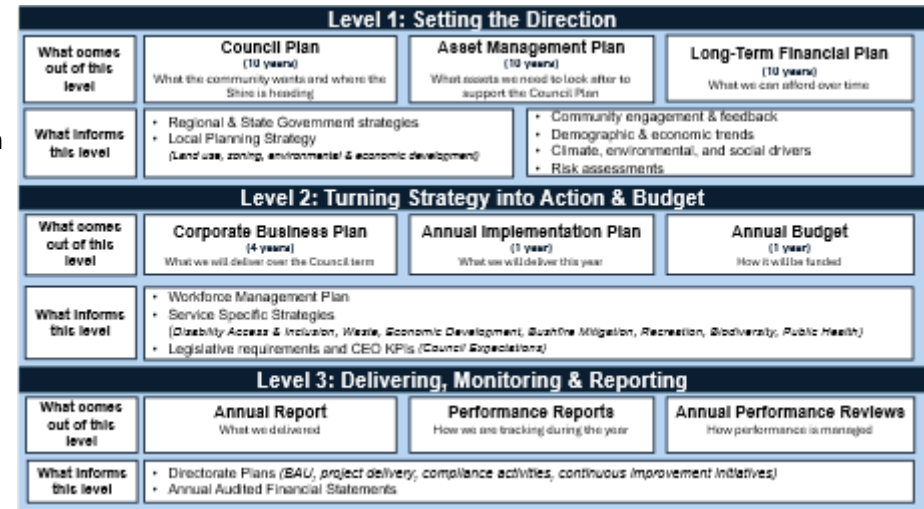 Level 1: Setting the Direction
What comes
out of this
level
Council Plan
(10 years)
What the community wants and where the
Shire is heading
Asset Management Plan
(10 years)
What assets we need to look after to
support the Council Plan
Long-Term Financial Plan
(10 years)
What we can afford over time
What informs
this level
• Regional & State Government strategies
• Local Planning Strategy
(Land use, zoning, environmental & economic development)
• Community engagement & feedback
• Demographic & economic trends
• Climate, environmental, and social drivers
• Risk assessments
Level 2: Turning Strategy into Action & Budget
What comes
out of this
level
Corporate Business Plan
(4 years)
What we will deliver over the Council term
Annual Implementation Plan
(1 year)
What we will deliver this year
Annual Budget
(1 year)
How it will be funded
What informs
this level
• Workforce Management Plan
• Service Specific Strategies
(Disability Access & Inclusion, Waste, Economic Development, Bushfire Mitigation, Recreation, Biodiversity, Public Health)
• Legislative requirements and CEO KPIs (Council Expectations)
Level 3: Delivering, Monitoring & Reporting
What comes
out of this
level
Annual Report
What we delivered
Performance Reports
How we are tracking during the year
Annual Performance Reviews
How performance is managed
What informs
this level
• Directorate Plans (BAU, project delivery, compliance activities, continuous improvement initiatives)
• Annual Audited Financial Statements